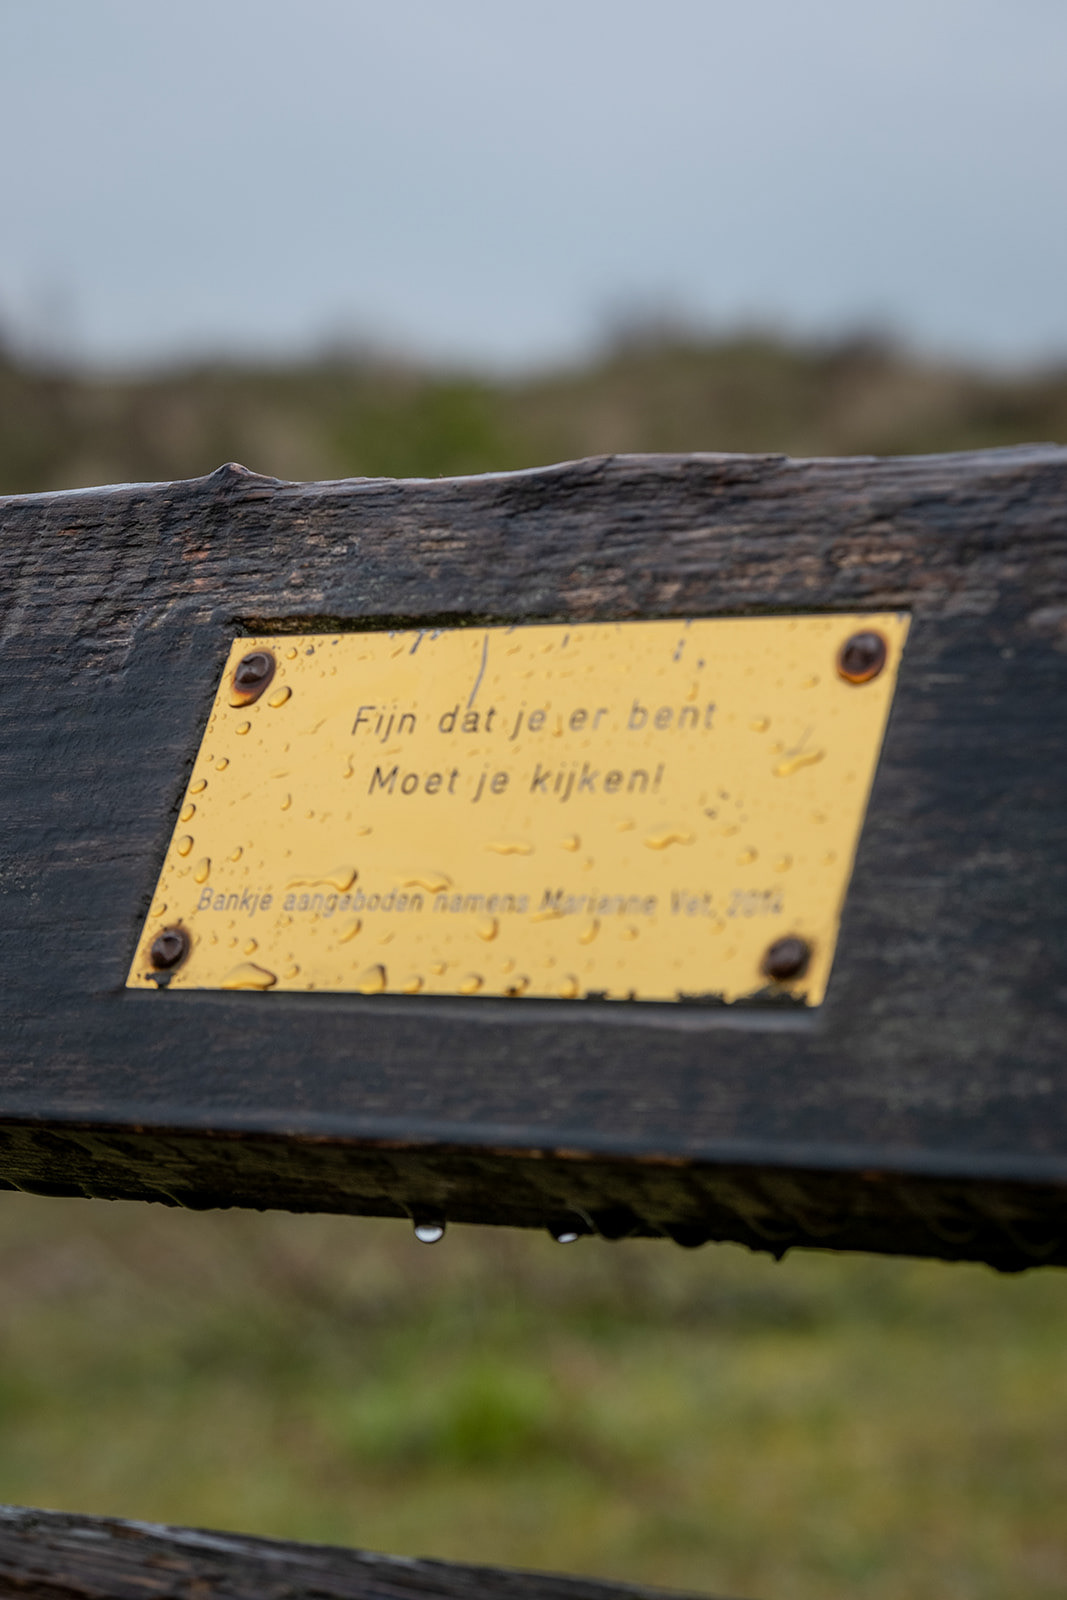 Fijn dat je er bent
Moet je kijken!
Bankje aangeboden namens Marianne Vet, 2014